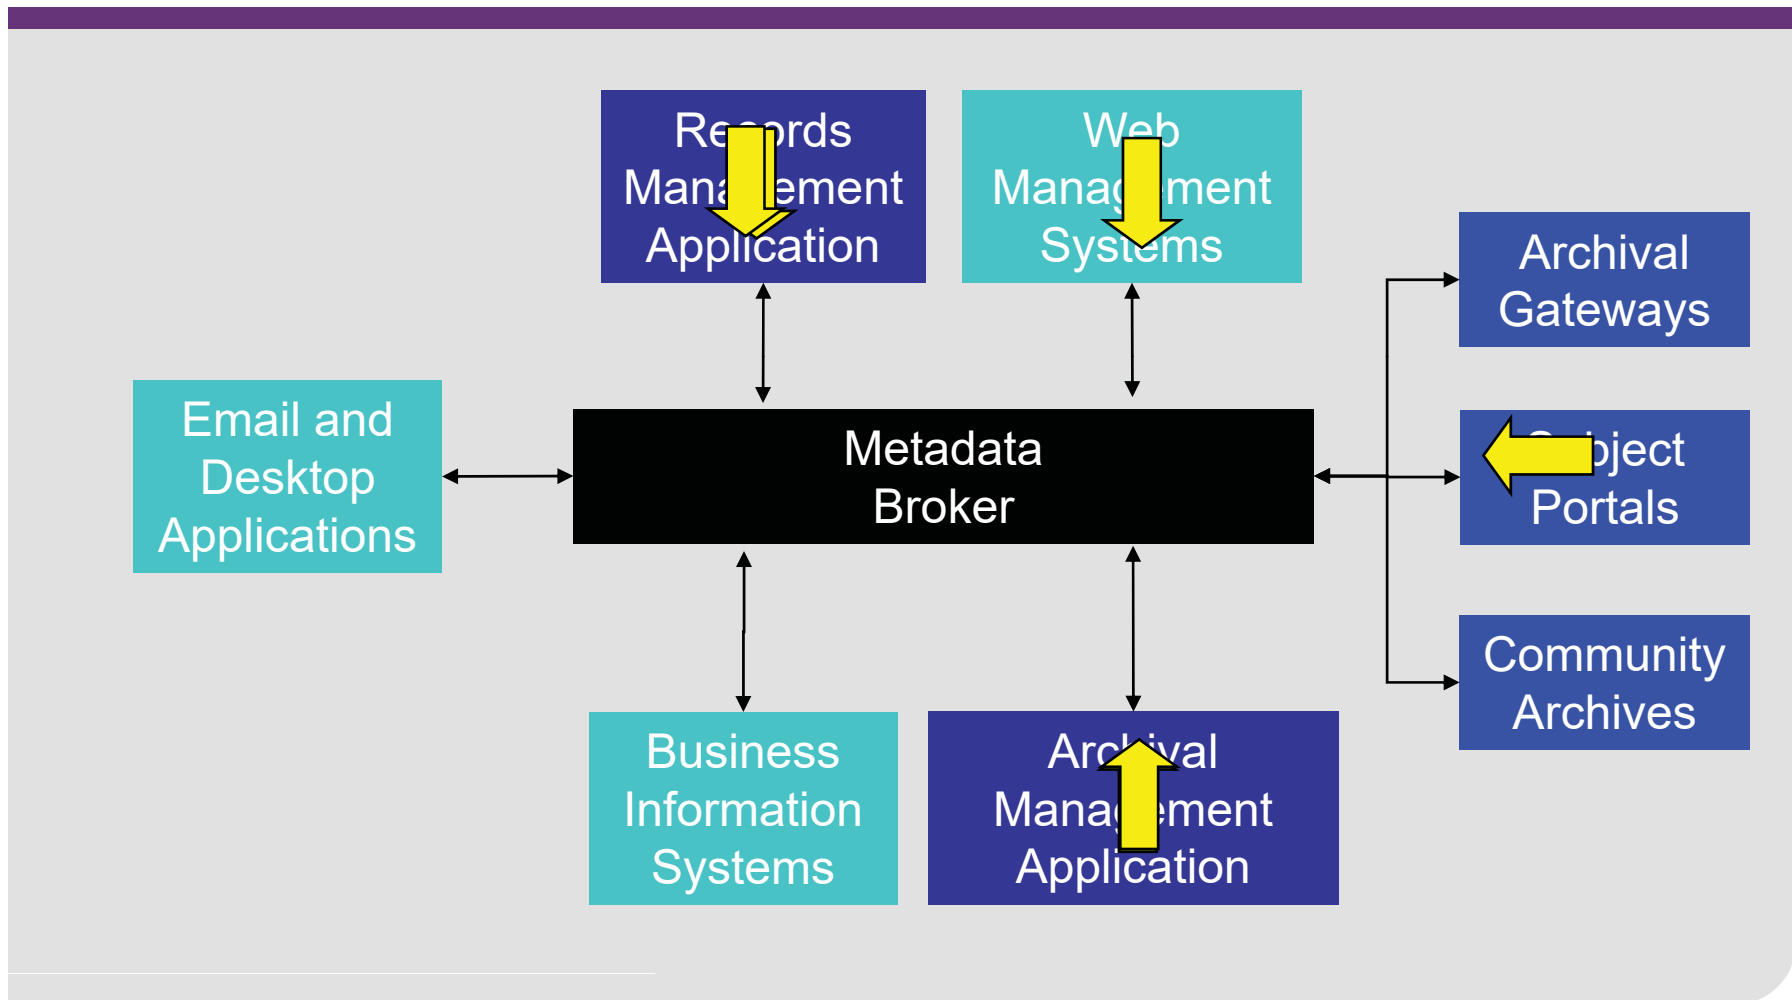 Records
Management
Application
Web
Management
Systems
Archival
Gateways
Email and
Desktop
Applications
Metadata
Broker
Subject
Portals
Community
Archives
Business
Information
Systems
Archival
Management
Application